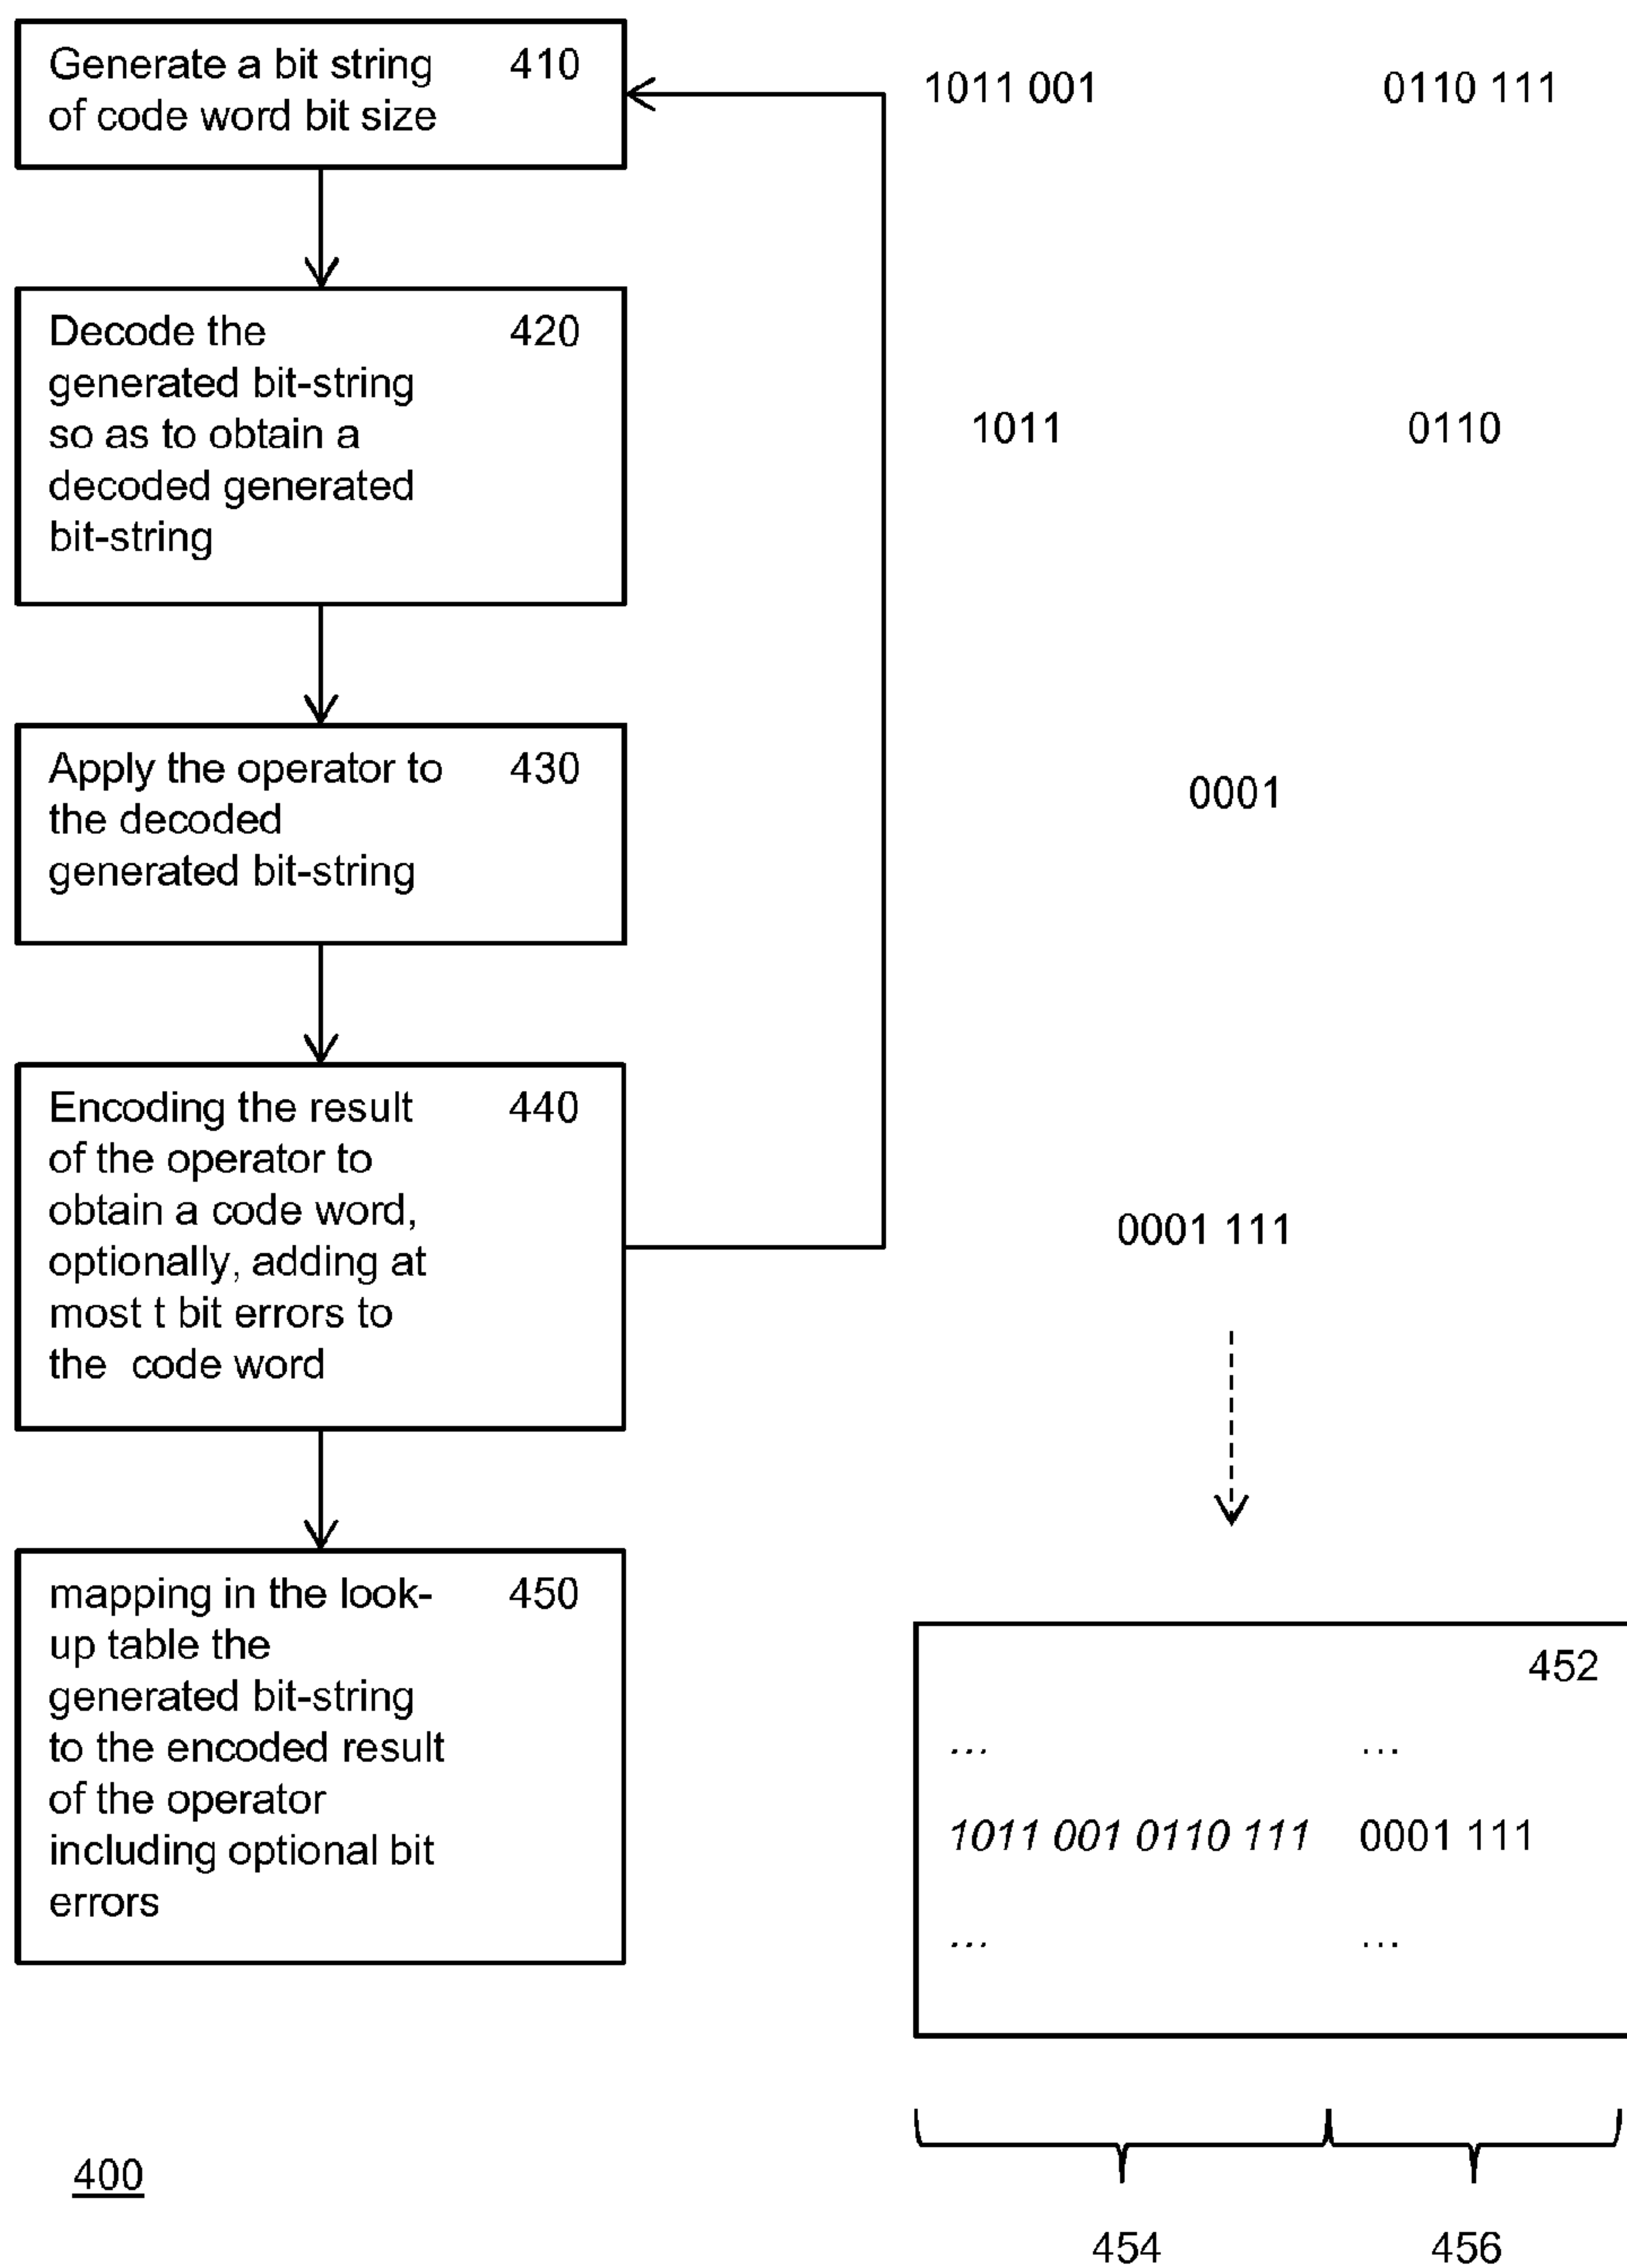 Generate a bit string 410
of code word bit size
1011 001 0110 111
Decode the 420
generated bit-string
so as to obtain a
decoded generated
bit-string
1011 0110
Apply the operator to 430
the decoded
generated bit-string
0001
Encoding the result 440
of the operator to
obtain a code word,
optionally, adding at
most t bit errors to
the code word
0001 111
mapping in the look- 450
up table the
generated bit-string
to the encoded result
of the operator
including optional bit
errors
452
... ...
1011 001 0110 111 0001 111
... ...
400
454 456